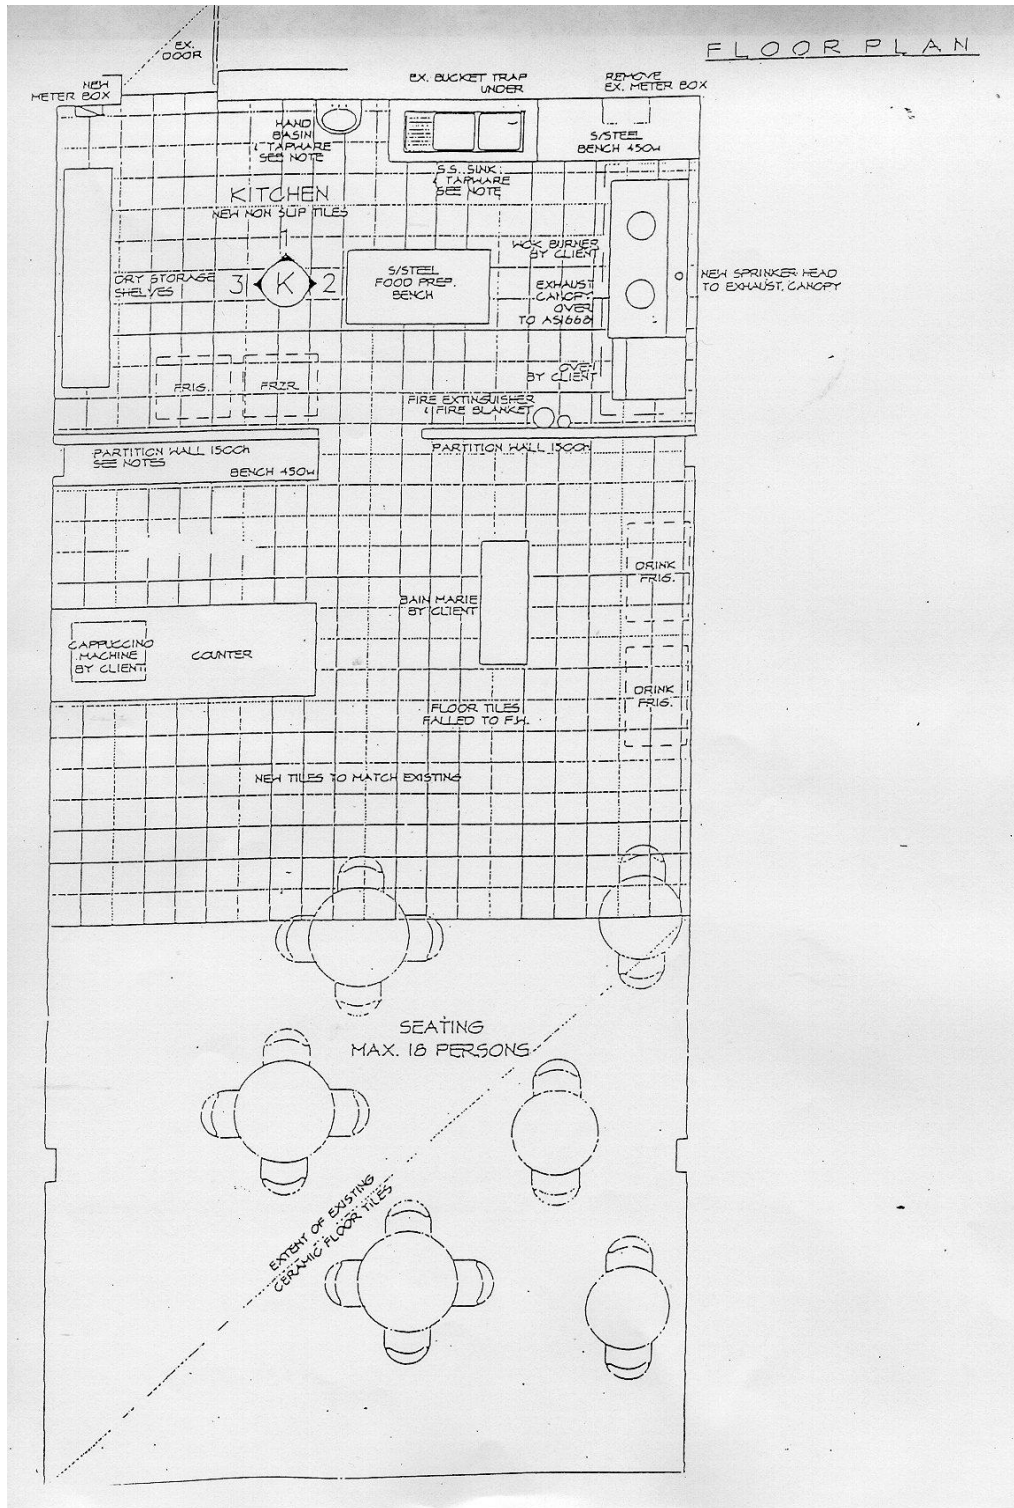 FLOOR PLAN
EX.
DOOR
NEW
METER BOX
EX. BUCKET TRAP
UNDER
REMOVE
EX. METER BOX
HAND
BASIN
& TAPWARE
SEE NOTE
S/STEEL
BENCH 450W
S.S. SINK
& TAPWARE
SEE NOTE
KITCHEN
NEW NON SLIP TILES
1
3 K 2
DRY STORAGE
SHELVES
S/STEEL
FOOD PREP.
BENCH
WOK BURNER
BY CLIENT
EXHAUST
CANOPY
OVER
TO AS1668
NEW SPRINKER HEAD
TO EXHAUST. CANOPY
OVEN
BY CLIENT
FRIG.
FRZR
FIRE EXTINGUISHER
& FIRE BLANKET
PARTITION WALL 1500h
SEE NOTES
BENCH 450W
PARTITION WALL 1500h
DRINK
FRIG.
BAIN MARIE
BY CLIENT
CAPPUCCINO
MACHINE
BY CLIENT
COUNTER
DRINK
FRIG.
FLOOR TILES
FALLED TO F.W.
NEW TILES TO MATCH EXISTING
SEATING
MAX. 18 PERSONS
EXTENT OF EXISTING
CERAMIC FLOOR TILES